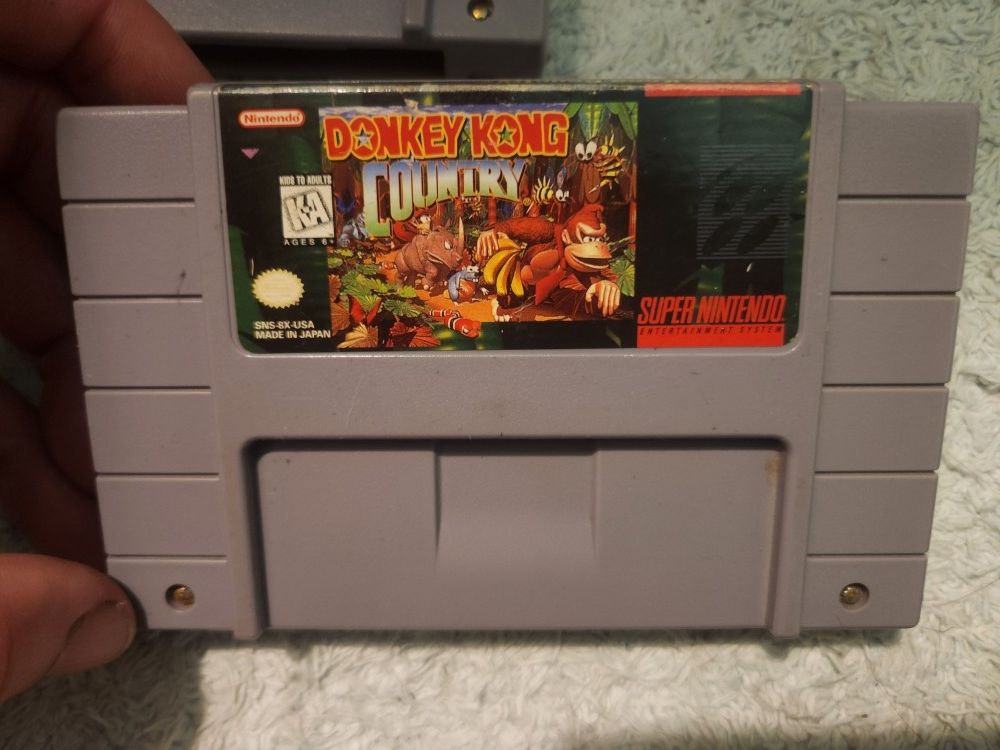 Nintendo
DONKEY KONG
COUNTRY
KIDS TO ADULTS
KA
AGES 6+
SNS-8X-USA
MADE IN JAPAN
SUPER NINTENDO
ENTERTAINMENT SYSTEM